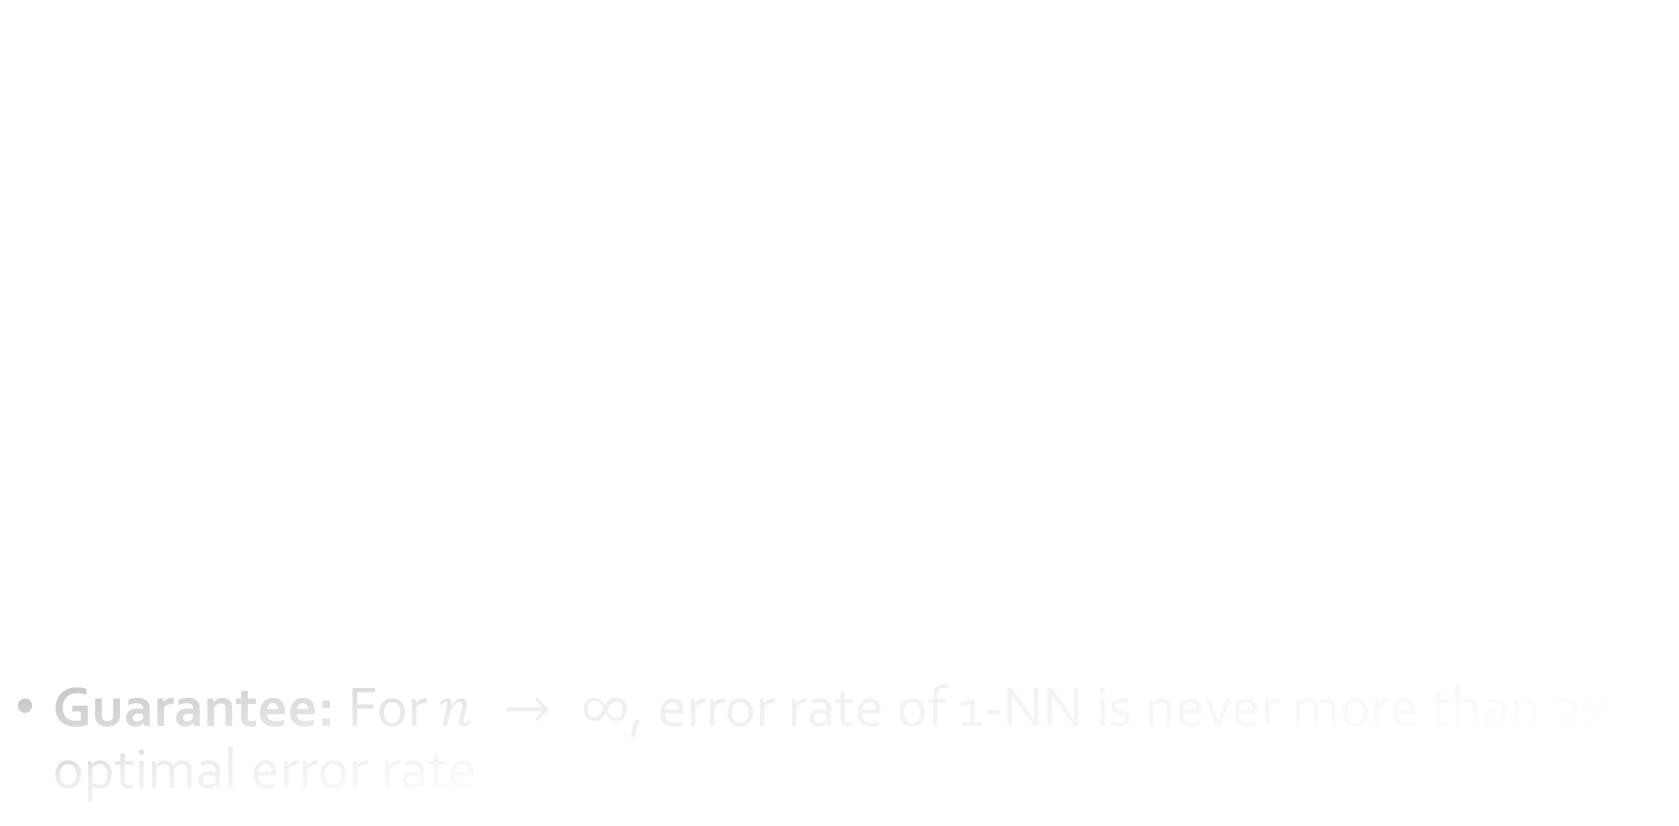 • Guarantee: For n → ∞, error rate of 1-NN is never more than 2x
optimal error rate